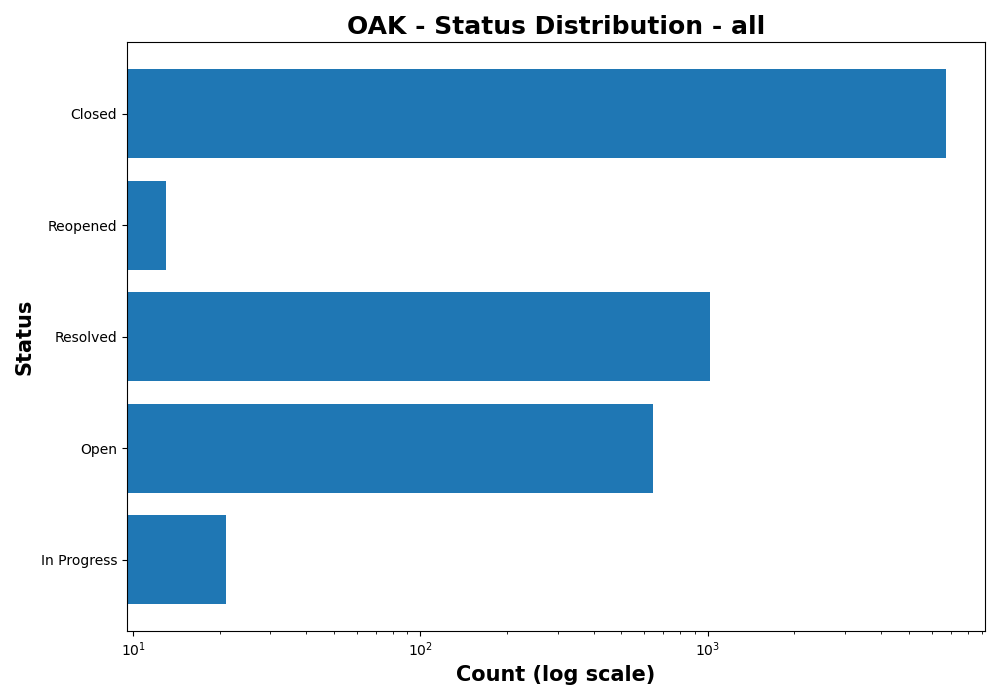 OAK - Status Distribution - all
Closed
Reopened
Resolved
Open
In Progress
Status
10¹ 10² 10³
Count (log scale)